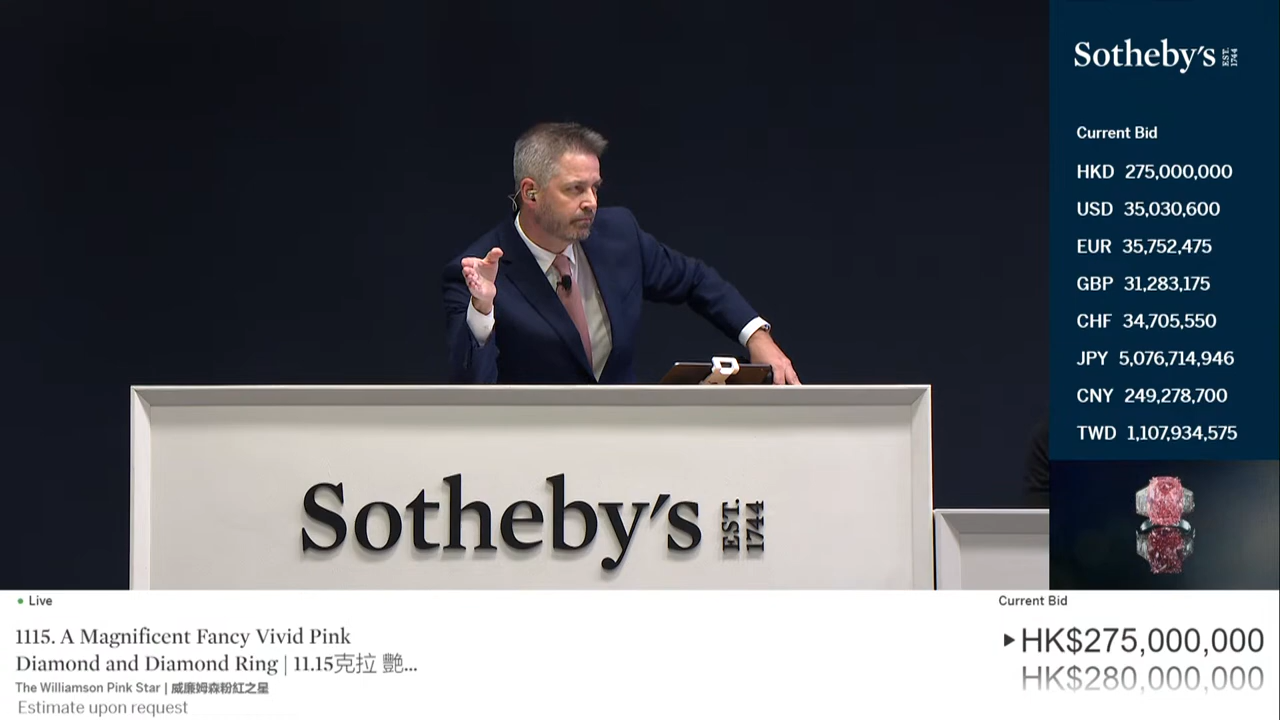 Sotheby's EST. 1744
Current Bid
HKD 275,000,000
USD 35,030,600
EUR 35,752,475
GBP 31,283,175
CHF 34,705,550
JPY 5,076,714,946
CNY 249,278,700
TWD 1,107,934,575
Sotheby's EST. 1744
Live
1115. A Magnificent Fancy Vivid Pink
Diamond and Diamond Ring | 11.15克拉 艷...
The Williamson Pink Star | 威廉姆森粉紅之星
Estimate upon request
Current Bid
HK$275,000,000
HK$280,000,000